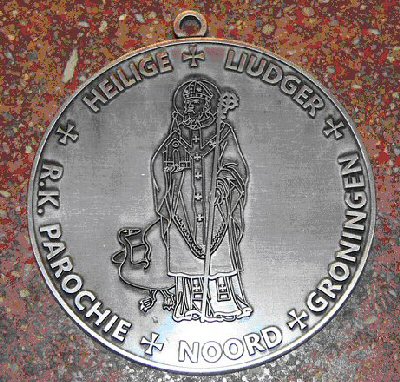 ✠ HEILIGE ✠ LIUDGER ✠
R.K. PAROCHIE ✠ NOORD ✠ GRONINGEN